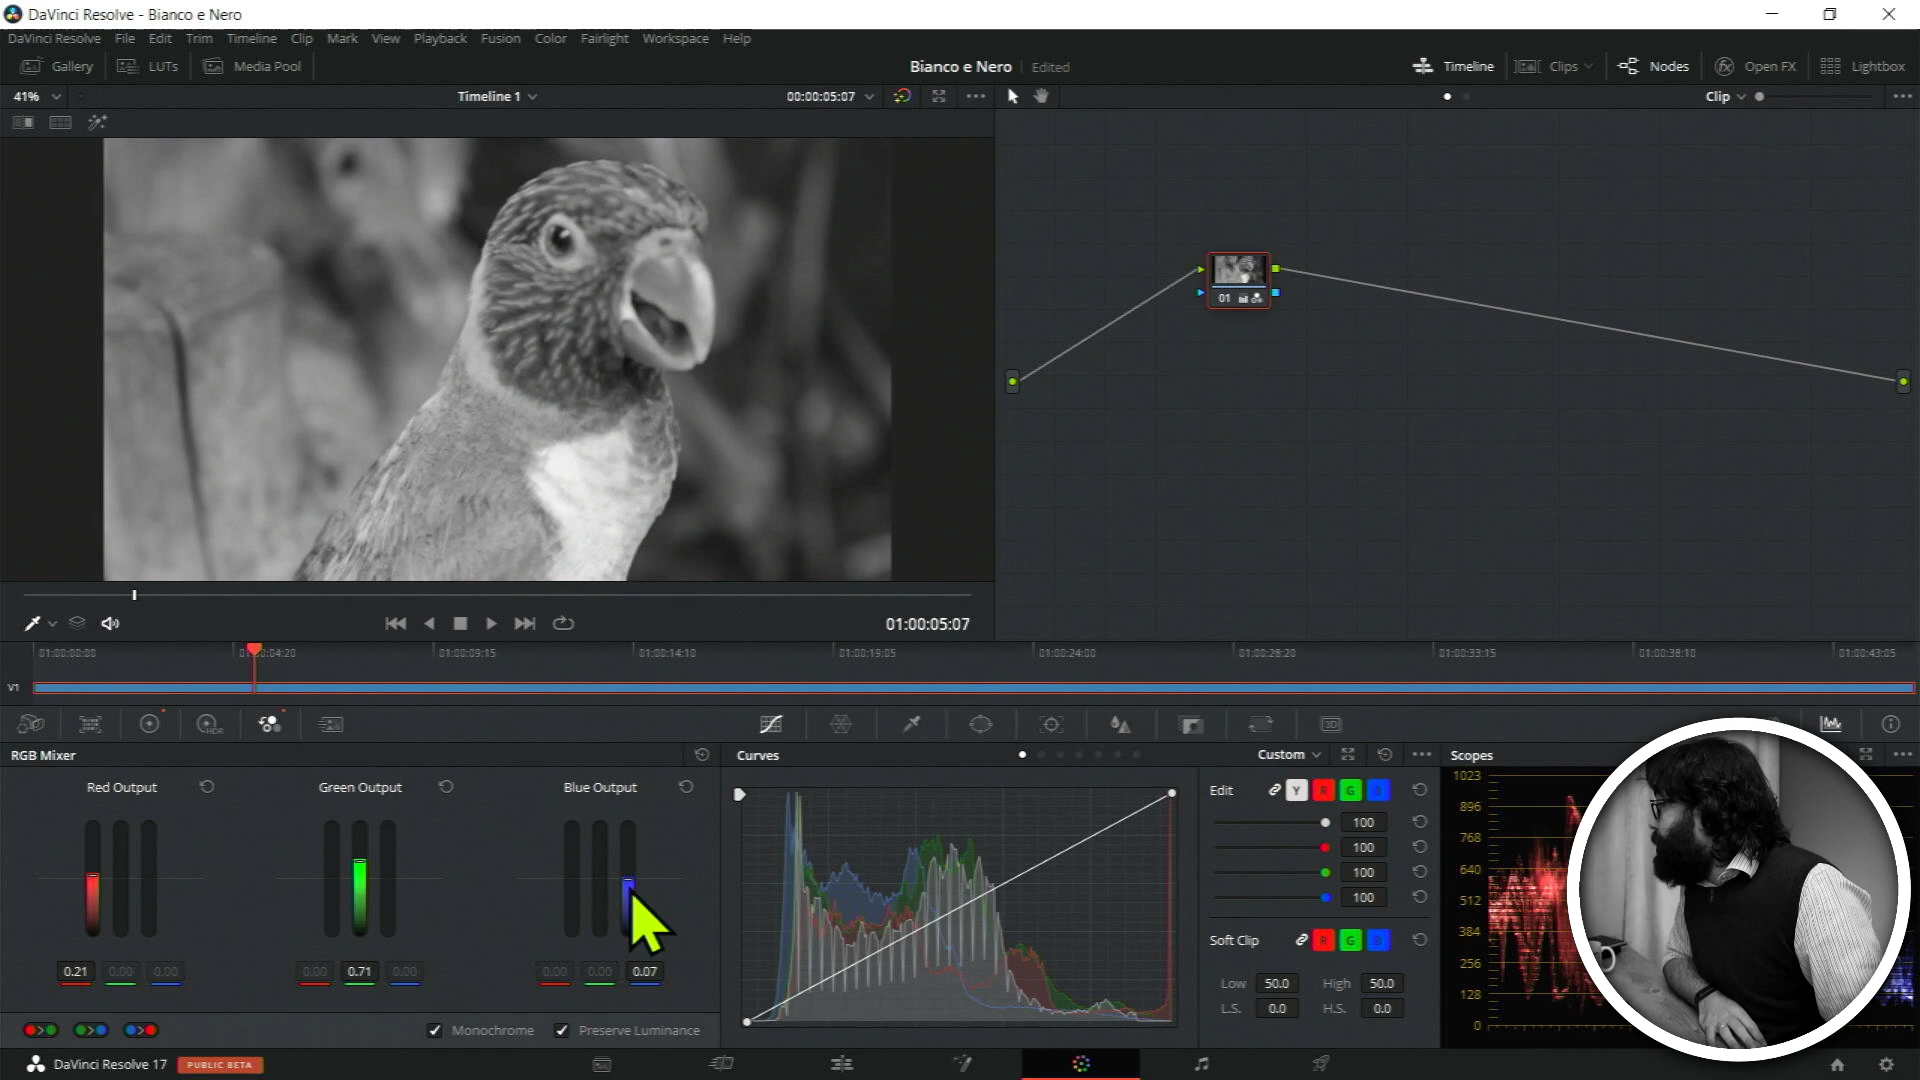 DaVinci Resolve - Bianco e Nero
DaVinci Resolve File Edit Trim Timeline Clip Mark View Playback Fusion Color Fairlight Workspace Help
Gallery LUTs Media Pool Bianco e Nero Edited Timeline Clips Nodes Open FX Lightbox
41% Timeline 1 00:00:05:07 Clip
01
01:00:05:07
01:00:00:00 04:20 01:00:09:15 01:00:14:10 01:00:19:05 01:00:24:00 01:00:28:20 01:00:33:15 01:00:38:10 01:00:43:05
V1
HDR
3D
RGB Mixer Curves Custom Scopes
Red Output Green Output Blue Output
Edit Y R G B
100
100
100
100
Soft Clip R G B
Low 50.0 High 50.0
L.S. 0.0 H.S. 0.0
1023
896
768
640
512
384
256
128
0
0.21 0.00 0.00 0.00 0.71 0.00 0.00 0.00 0.07
Monochrome Preserve Luminance
DaVinci Resolve 17 PUBLIC BETA